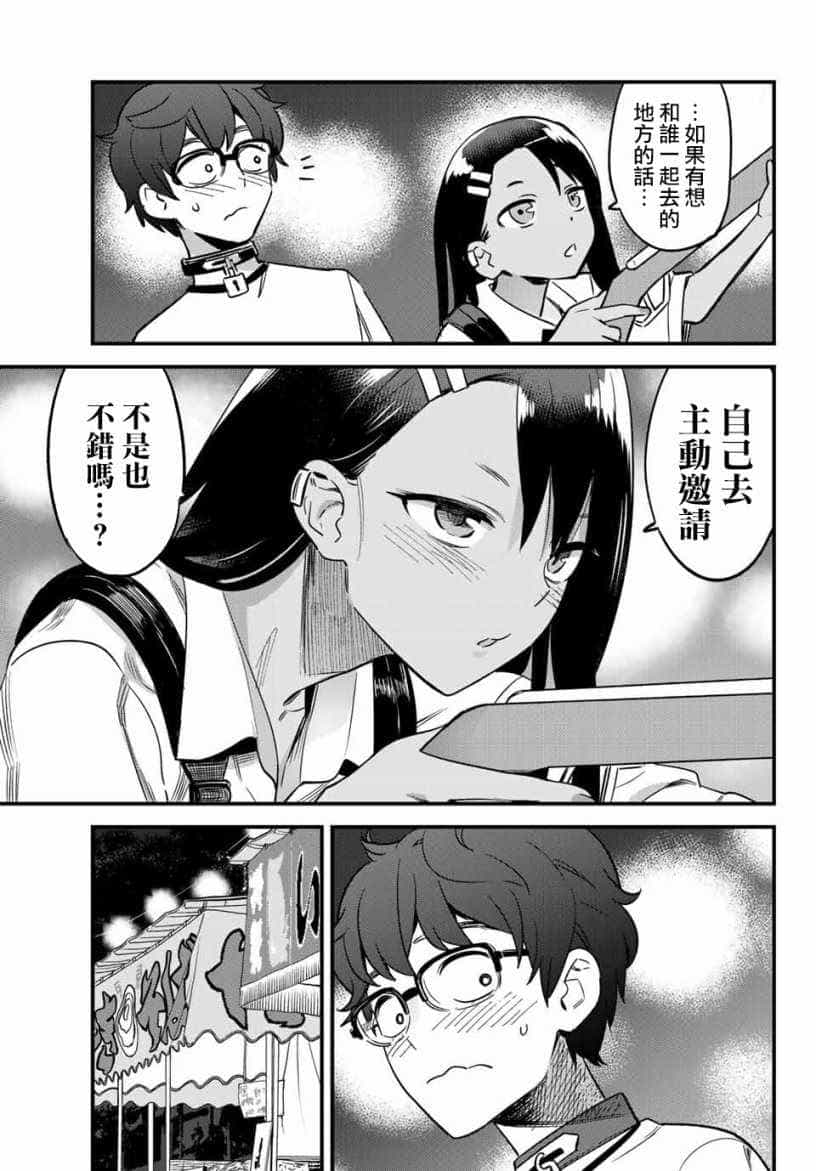 …如果有想
和誰一起去的
地方的話…
自己去
主動邀請
不是也
不錯嗎…？
い